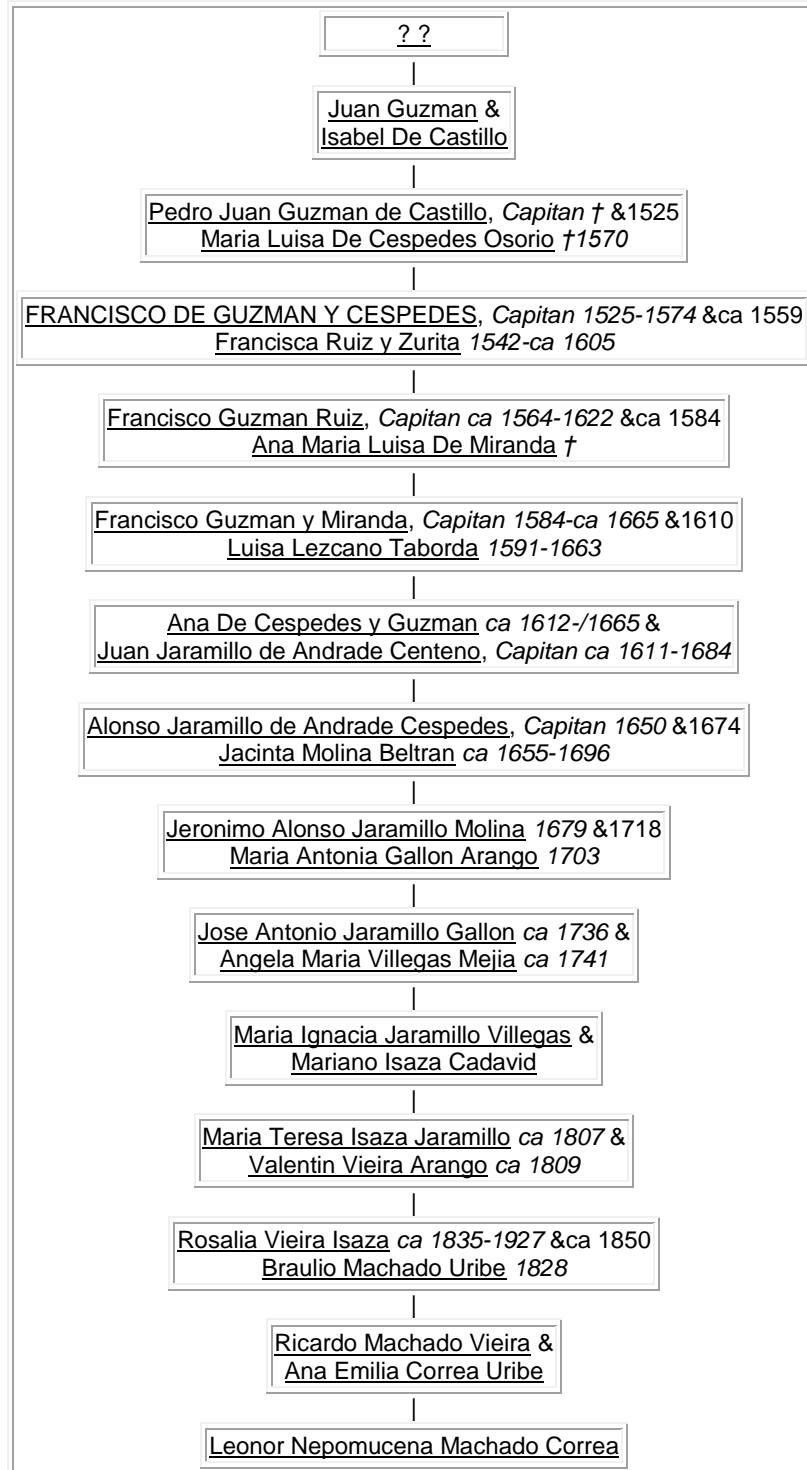 ? ?
Juan Guzman &
Isabel De Castillo
Pedro Juan Guzman de Castillo, Capitan † &1525
Maria Luisa De Cespedes Osorio †1570
FRANCISCO DE GUZMAN Y CESPEDES, Capitan 1525-1574 &ca 1559
Francisca Ruiz y Zurita 1542-ca 1605
Francisco Guzman Ruiz, Capitan ca 1564-1622 &ca 1584
Ana Maria Luisa De Miranda †
Francisco Guzman y Miranda, Capitan 1584-ca 1665 &1610
Luisa Lezcano Taborda 1591-1663
Ana De Cespedes y Guzman ca 1612-/1665 &
Juan Jaramillo de Andrade Centeno, Capitan ca 1611-1684
Alonso Jaramillo de Andrade Cespedes, Capitan 1650 &1674
Jacinta Molina Beltran ca 1655-1696
Jeronimo Alonso Jaramillo Molina 1679 &1718
Maria Antonia Gallon Arango 1703
Jose Antonio Jaramillo Gallon ca 1736 &
Angela Maria Villegas Mejia ca 1741
Maria Ignacia Jaramillo Villegas &
Mariano Isaza Cadavid
Maria Teresa Isaza Jaramillo ca 1807 &
Valentin Vieira Arango ca 1809
Rosalia Vieira Isaza ca 1835-1927 &ca 1850
Braulio Machado Uribe 1828
Ricardo Machado Vieira &
Ana Emilia Correa Uribe
Leonor Nepomucena Machado Correa